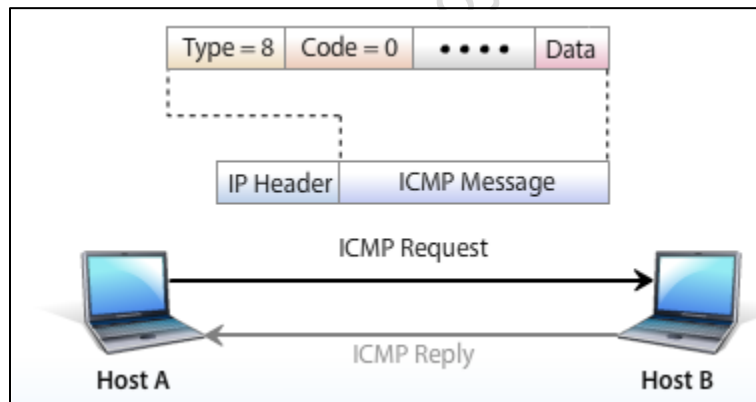 Type = 8 Code = 0 •••• Data
IP Header ICMP Message
ICMP Request
ICMP Reply
Host A Host B